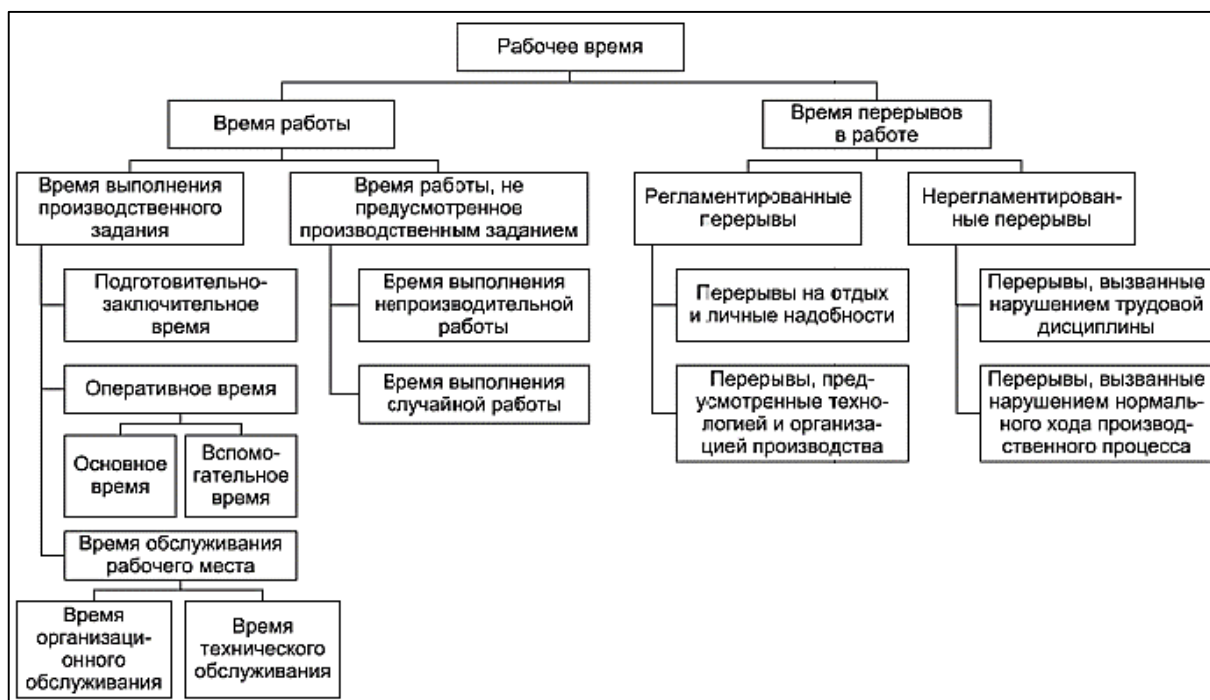 Рабочее время
Время работы
Время перерывов
в работе
Время выполнения
производственного
задания
Время работы, не
предусмотренное
производственным заданием
Регламентированные
перерывы
Нерегламентирован-
ные перерывы
Подготовительно-
заключительное
время
Бремя выполнения
непроизводительной
работы
Перерывы на отдых
и личные надобности
Перерывы, вызванные
нарушением трудовой
дисциплины
Оперативное время
Бремя выполнения
случайной работы
Перерывы, пред-
усмотренные техно-
логией и организа-
цией производства
Перерывы, вызванные
нарушением нормаль-
ного хода производ-
ственного процесса
Основное
время
Вспомо-
гательное
время
Время обслуживания
рабочего места
Время
организаци-
онного
обслуживания
Время
технического
обслуживания